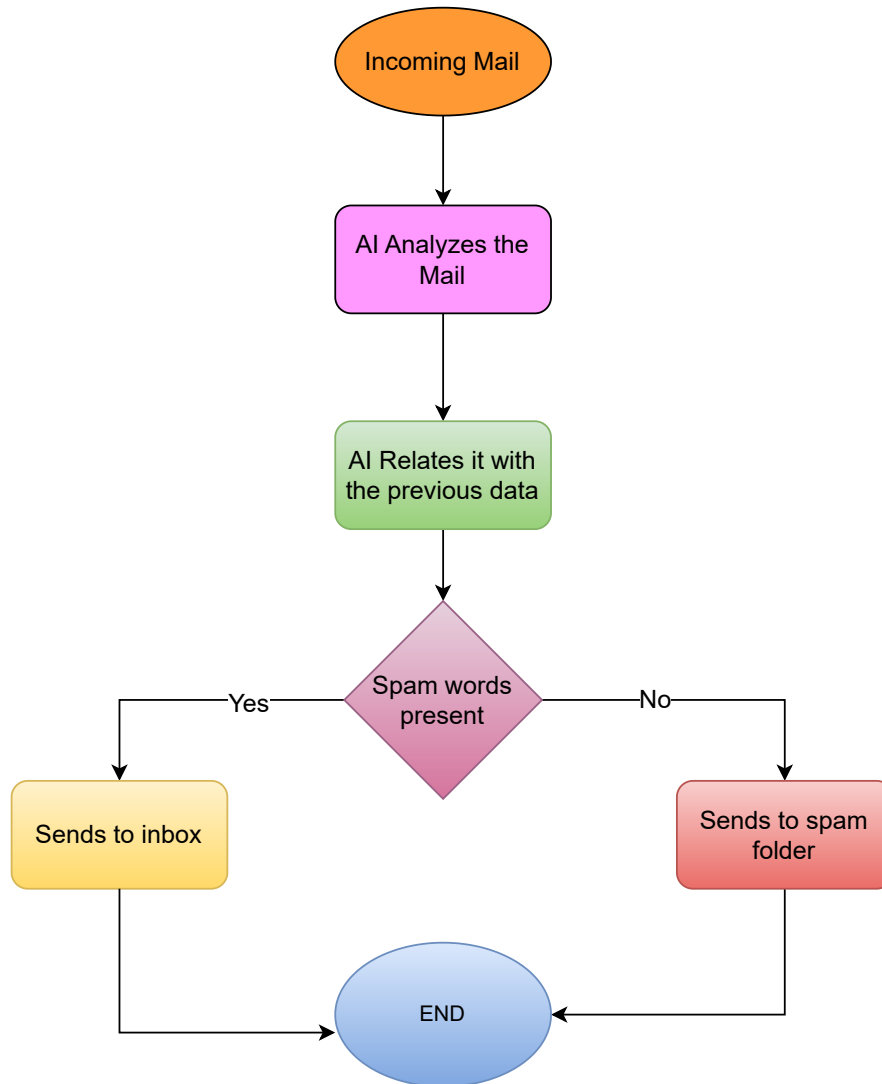 Incoming Mail
AI Analyzes the
Mail
AI Relates it with
the previous data
Spam words
present
Yes
No
Sends to inbox
Sends to spam
folder
END